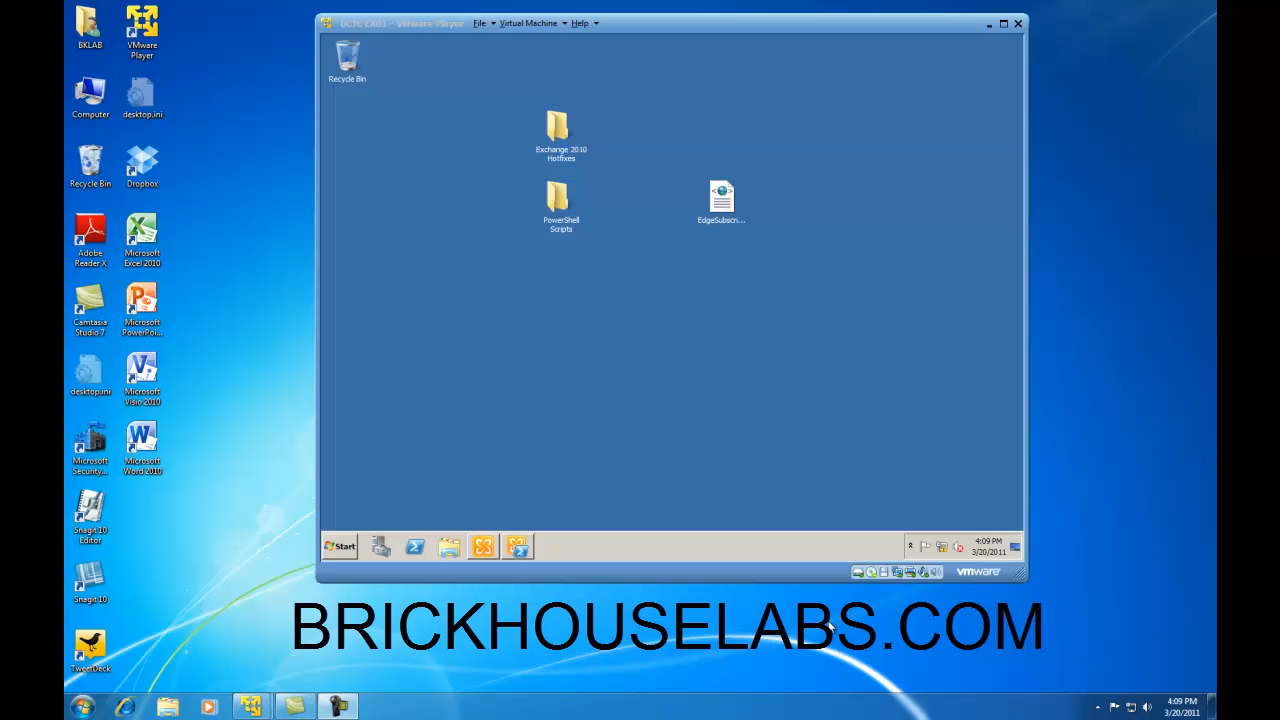 BKLAB
VMware
Player
Computer
desktop.ini
Recycle Bin
Dropbox
Adobe
Reader X
Microsoft
Excel 2010
Camtasia
Studio 7
Microsoft
PowerPoi...
desktop.ini
Microsoft
Visio 2010
Microsoft
Security...
Microsoft
Word 2010
Snagit 10
Editor
Snagit 10
TweetDeck
VMware Player File Virtual Machine Help
Recycle Bin
Exchange 2010
Hotfixes
PowerShell
Scripts
EdgeSubscri...
Start
4:09 PM
3/20/2011
vmware
BRICKHOUSELABS.COM
4:09 PM
3/20/2011